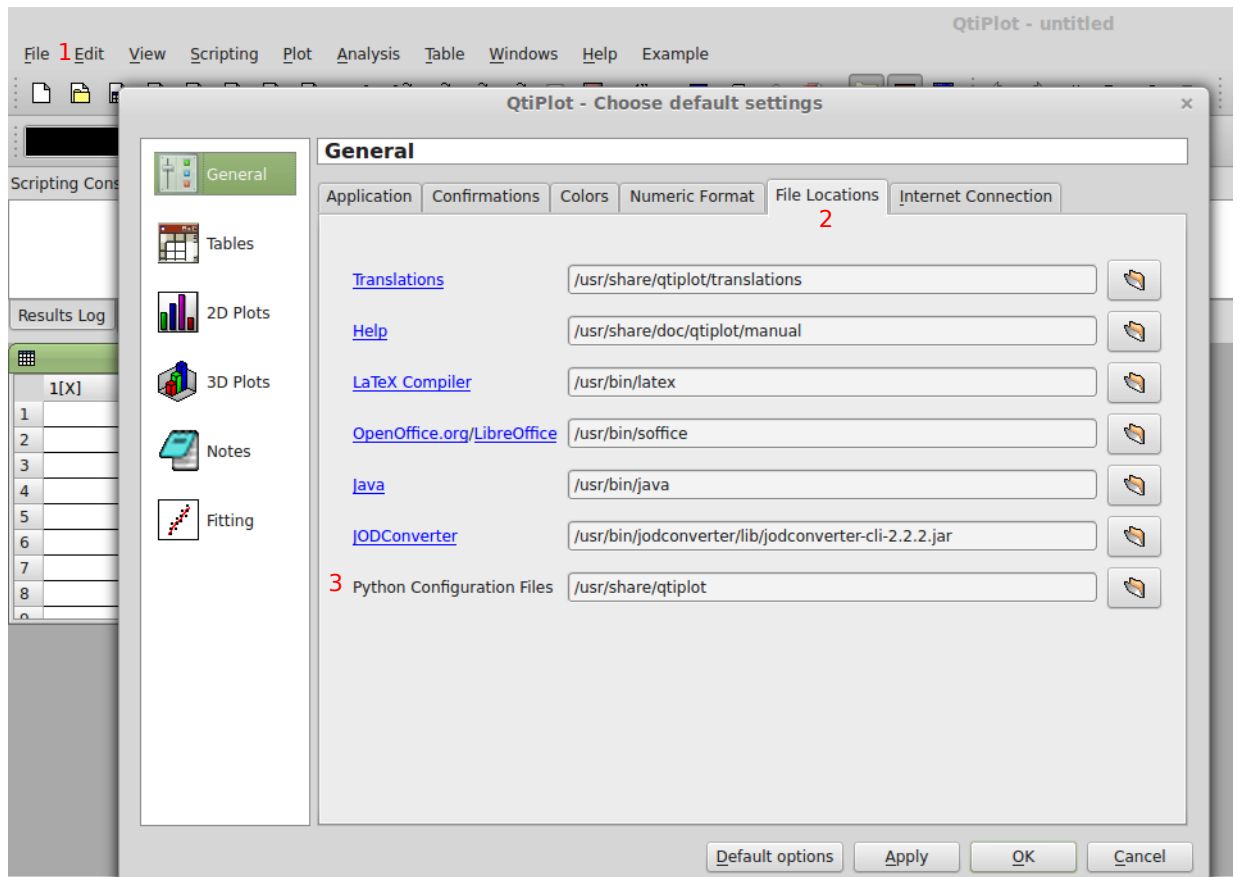 QtiPlot - untitled
File 1 Edit View Scripting Plot Analysis Table Windows Help Example
QtiPlot - Choose default settings
General
General
Scripting Cons
Application Confirmations Colors Numeric Format File Locations Internet Connection
2
Tables
Translations /usr/share/qtiplot/translations
Results Log
2D Plots
Help /usr/share/doc/qtiplot/manual
1[X]
3D Plots
LaTeX Compiler /usr/bin/latex
1
2
OpenOffice.org/LibreOffice /usr/bin/soffice
Notes
3
4
Java /usr/bin/java
5
Fitting
6
JODConverter /usr/bin/jodconverter/lib/jodconverter-cli-2.2.2.jar
7
8
3 Python Configuration Files /usr/share/qtiplot
Default options Apply OK Cancel